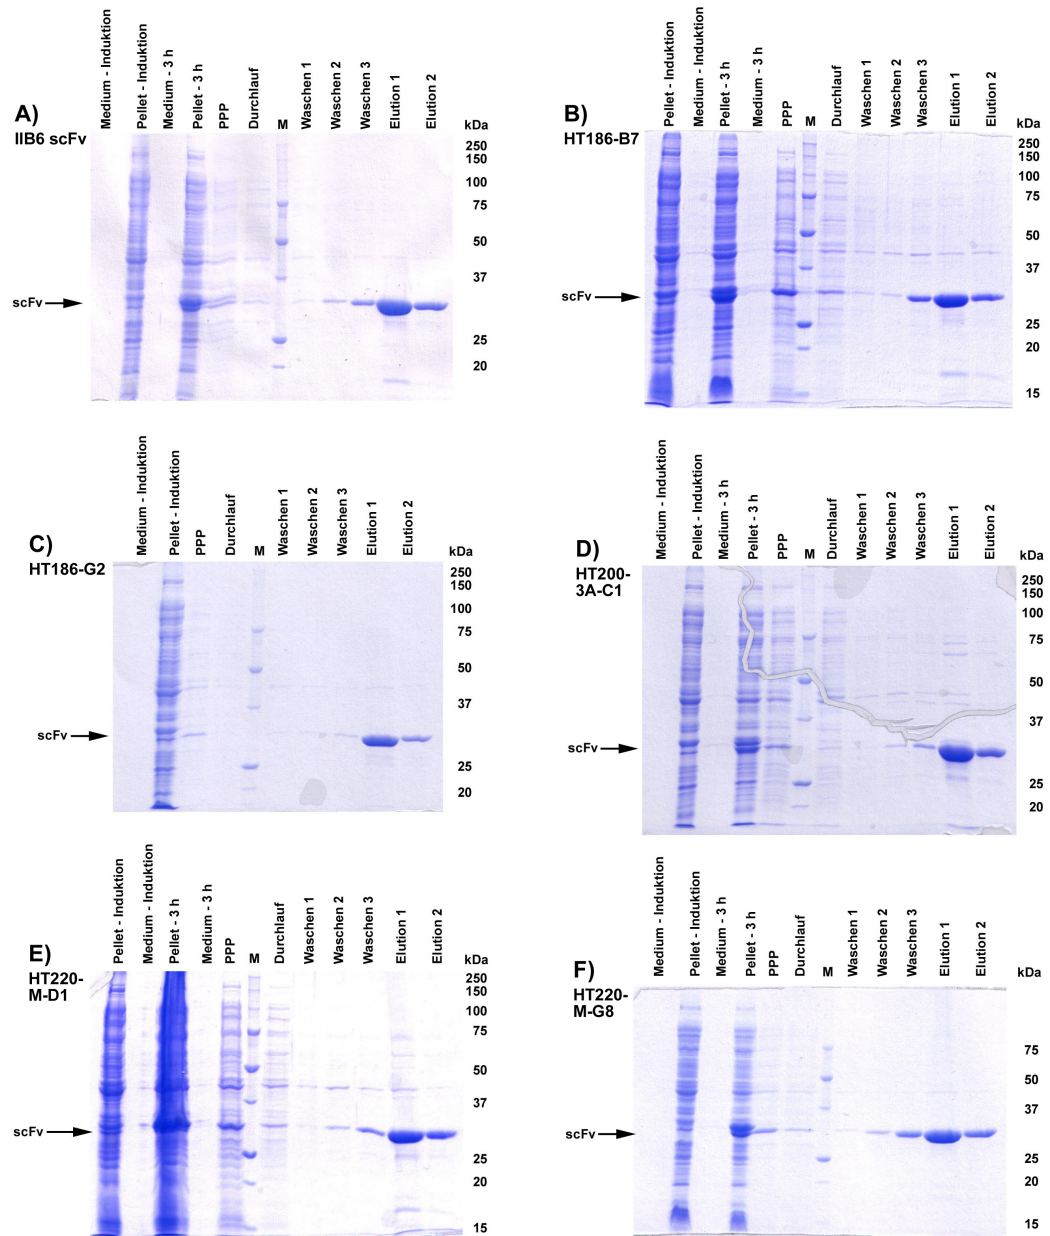 A)
IIB6 scFv
Medium - Induktion
Pellet - Induktion
Medium - 3 h
Pellet - 3 h
PPP
Durchlauf
M
Waschen 1
Waschen 2
Waschen 3
Elution 1
Elution 2
kDa
250
150
100
75
50
37
25
20
scFv
B)
HT186-B7
Pellet - Induktion
Medium - Induktion
Pellet - 3 h
Medium - 3 h
PPP
M
Durchlauf
Waschen 1
Waschen 2
Waschen 3
Elution 1
Elution 2
kDa
250
150
100
75
50
37
25
20
15
scFv
C)
HT186-G2
Medium - Induktion
Pellet - Induktion
PPP
Durchlauf
M
Waschen 1
Waschen 2
Waschen 3
Elution 1
Elution 2
kDa
250
150
100
75
50
37
25
20
scFv
D)
HT200-
3A-C1
Medium - Induktion
Pellet - Induktion
Medium - 3 h
Pellet - 3 h
PPP
M
Durchlauf
Waschen 1
Waschen 2
Waschen 3
Elution 1
Elution 2
kDa
250
150
100
75
50
37
25
20
scFv
E)
HT220-
M-D1
Pellet - Induktion
Medium - Induktion
Pellet - 3 h
Medium - 3 h
PPP
M
Durchlauf
Waschen 1
Waschen 2
Waschen 3
Elution 1
Elution 2
kDa
250
150
100
75
50
37
25
20
15
scFv
F)
HT220-
M-G8
Medium - Induktion
Pellet - Induktion
Medium - 3 h
Pellet - 3 h
PPP
Durchlauf
M
Waschen 1
Waschen 2
Waschen 3
Elution 1
Elution 2
kDa
75
50
37
25
20
15
scFv